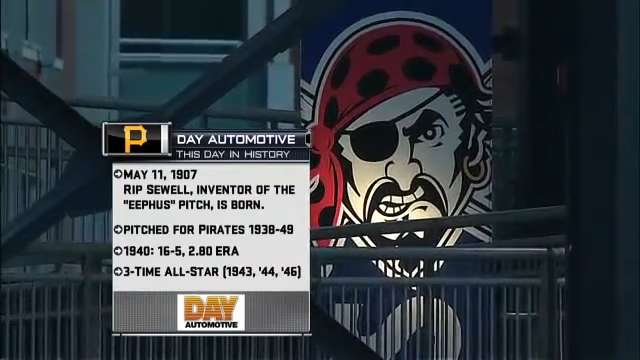 P
DAY AUTOMOTIVE
THIS DAY IN HISTORY
MAY 11, 1907
RIP SEWELL, INVENTOR OF THE
"EEPHUS" PITCH, IS BORN.
PITCHED FOR PIRATES 1938-49
1940: 16-5, 2.80 ERA
3-TIME ALL-STAR (1943, '44, '46)
DAY
AUTOMOTIVE